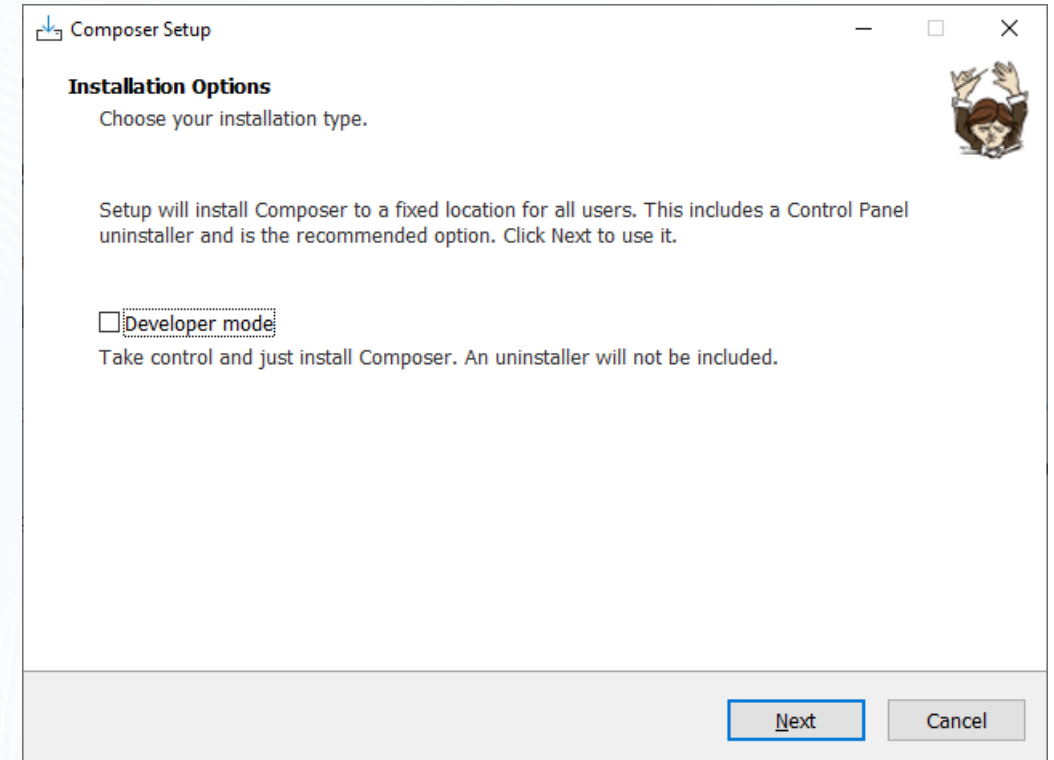 Composer Setup
Installation Options
Choose your installation type.
Setup will install Composer to a fixed location for all users. This includes a Control Panel
uninstaller and is the recommended option. Click Next to use it.
Developer mode
Take control and just install Composer. An uninstaller will not be included.
Next
Cancel